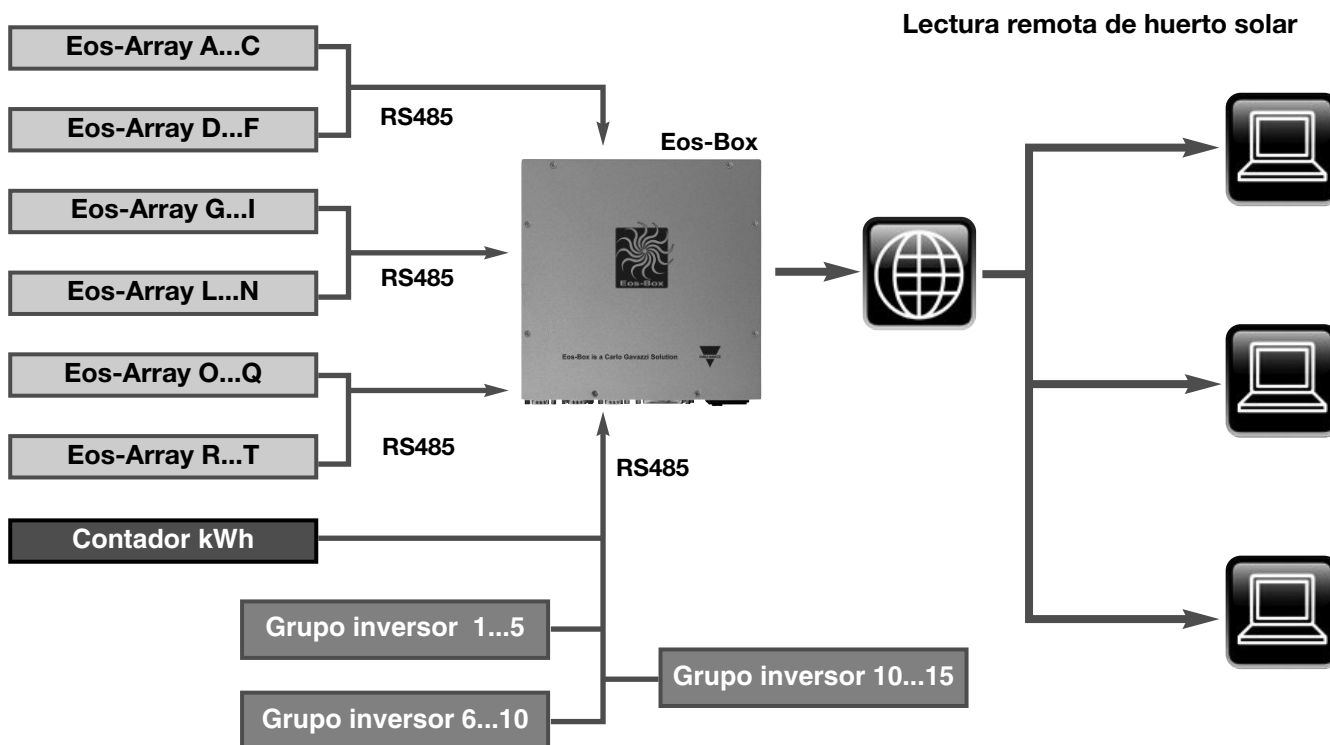 Lectura remota de huerto solar
Eos-Array A...C
Eos-Array D...F
RS485
Eos-Box
Eos-Array G...I
Eos-Array L...N
RS485
Eos-Box
Eos-Box is a Carlo Gavazzi Solution
Eos-Array O...Q
Eos-Array R...T
RS485
RS485
Contador kWh
Grupo inversor 1...5
Grupo inversor 10...15
Grupo inversor 6...10